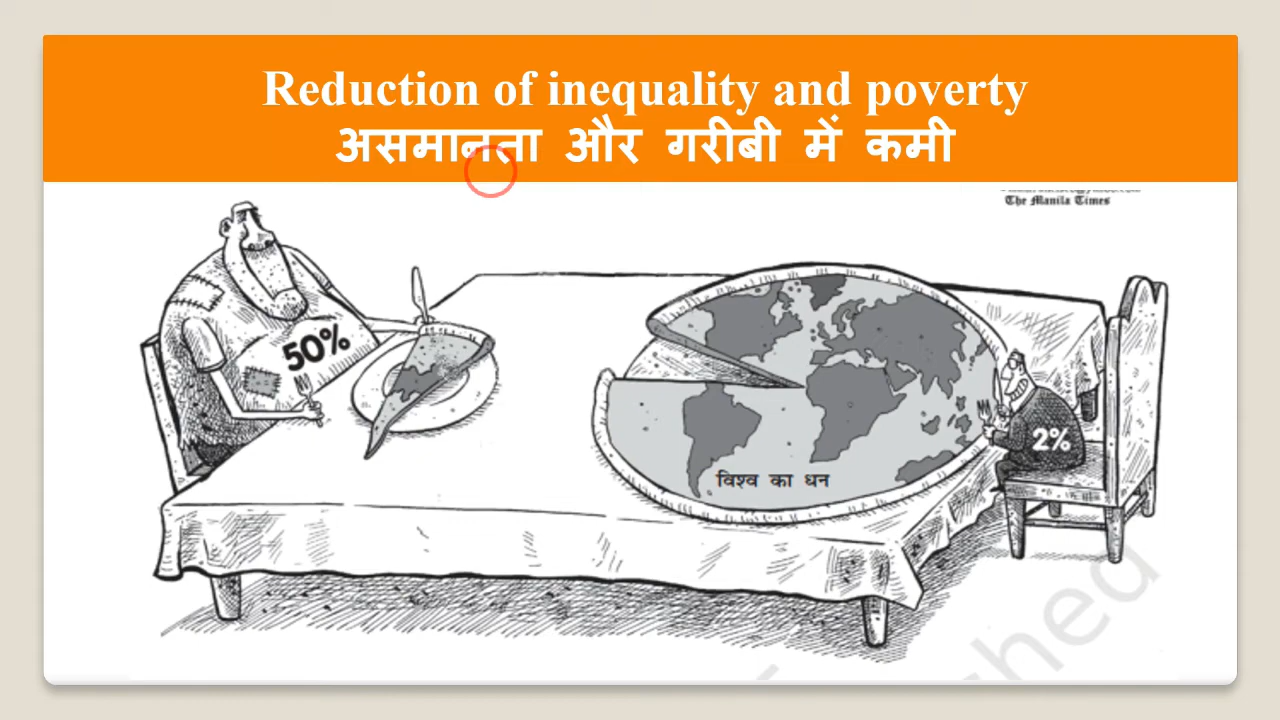 Reduction of inequality and poverty
असमानता और गरीबी में कमी
The Manila Times
50%
2%
विश्व का धन